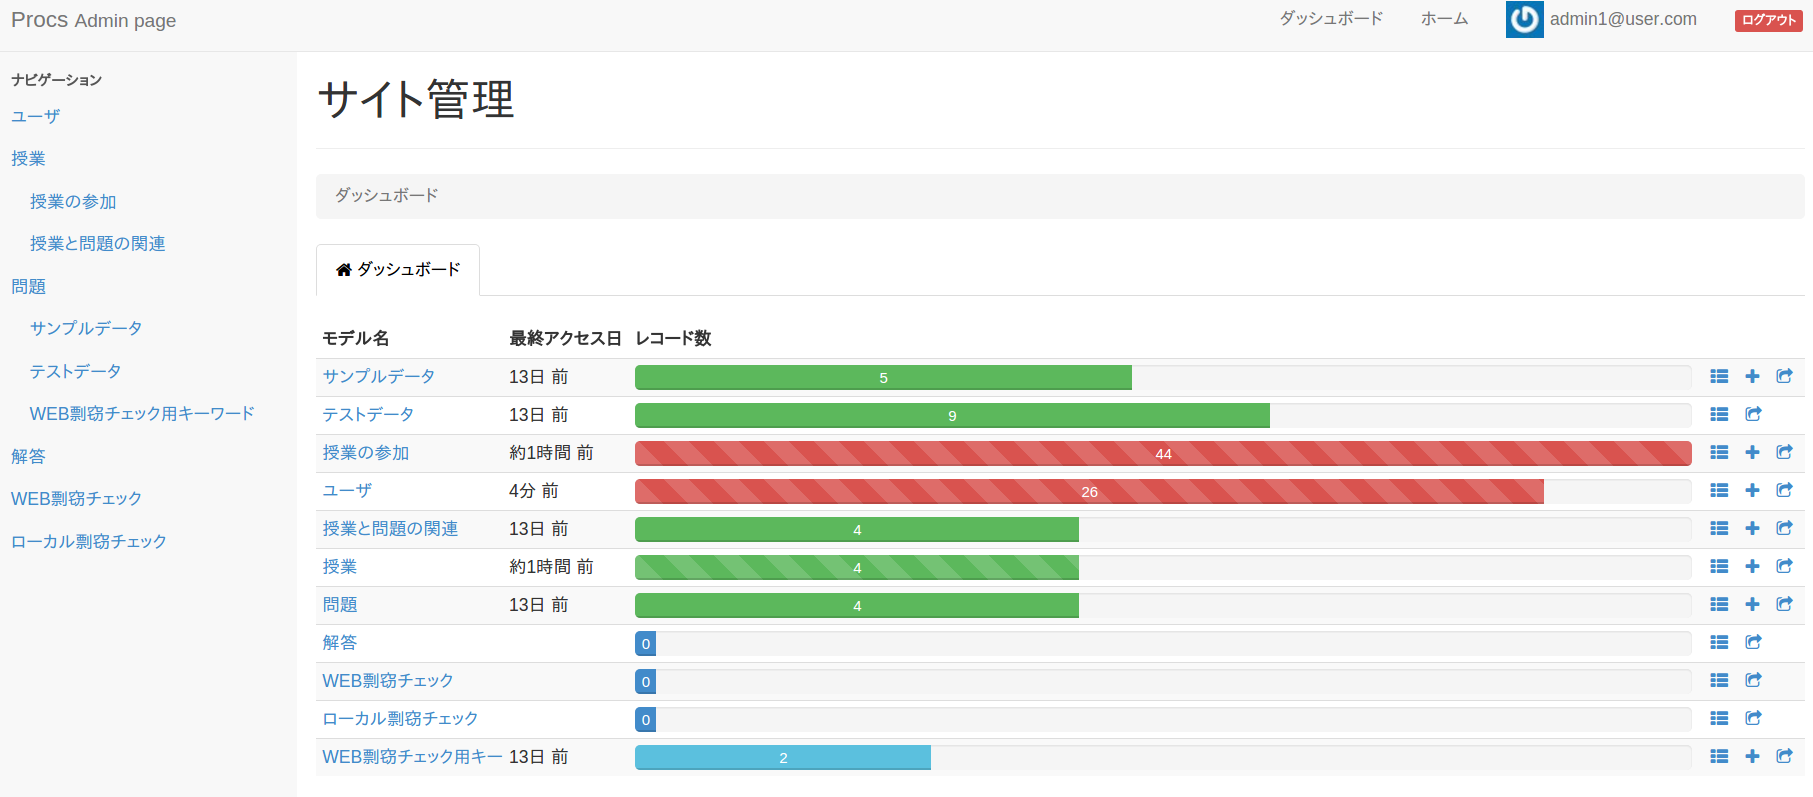 Procs Admin page
ダッシュボード ホーム admin1@user.com ログアウト
ナビゲーション
ユーザ
授業
授業の参加
授業と問題の関連
問題
サンプルデータ
テストデータ
WEB剽窃チェック用キーワード
解答
WEB剽窃チェック
ローカル剽窃チェック
サイト管理
ダッシュボード
ダッシュボード
モデル名 最終アクセス日 レコード数
サンプルデータ 13日 前 5
テストデータ 13日 前 9
授業の参加 約1時間 前 44
ユーザ 4分 前 26
授業と問題の関連 13日 前 4
授業 約1時間 前 4
問題 13日 前 4
解答 0
WEB剽窃チェック 0
ローカル剽窃チェック 0
WEB剽窃チェック用キー 13日 前 2